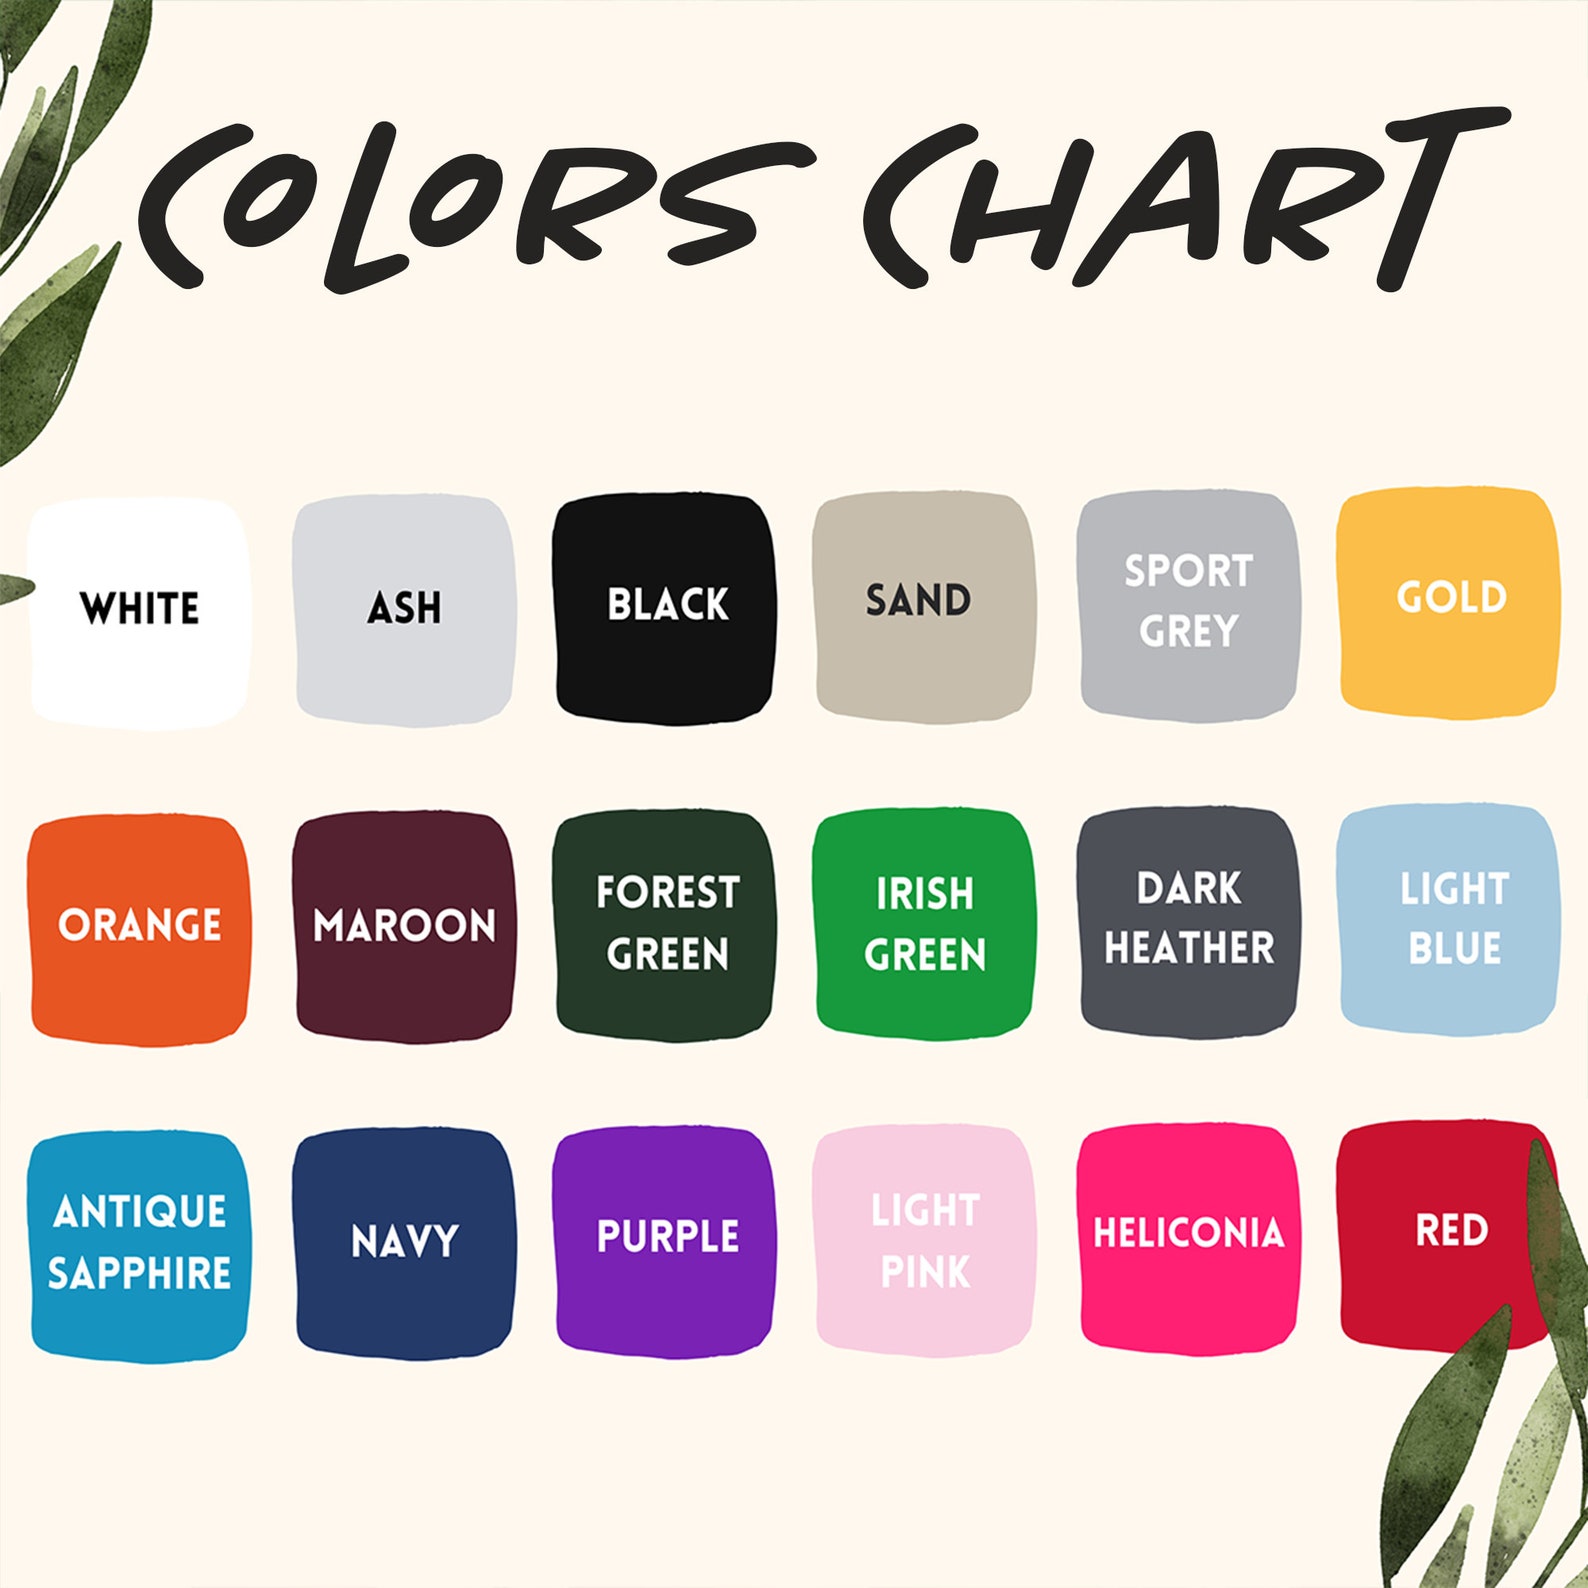 COLORS CHART
WHITE
ASH
BLACK
SAND
SPORT
GREY
GOLD
ORANGE
MAROON
FOREST
GREEN
IRISH
GREEN
DARK
HEATHER
LIGHT
BLUE
ANTIQUE
SAPPHIRE
NAVY
PURPLE
LIGHT
PINK
HELICONIA
RED